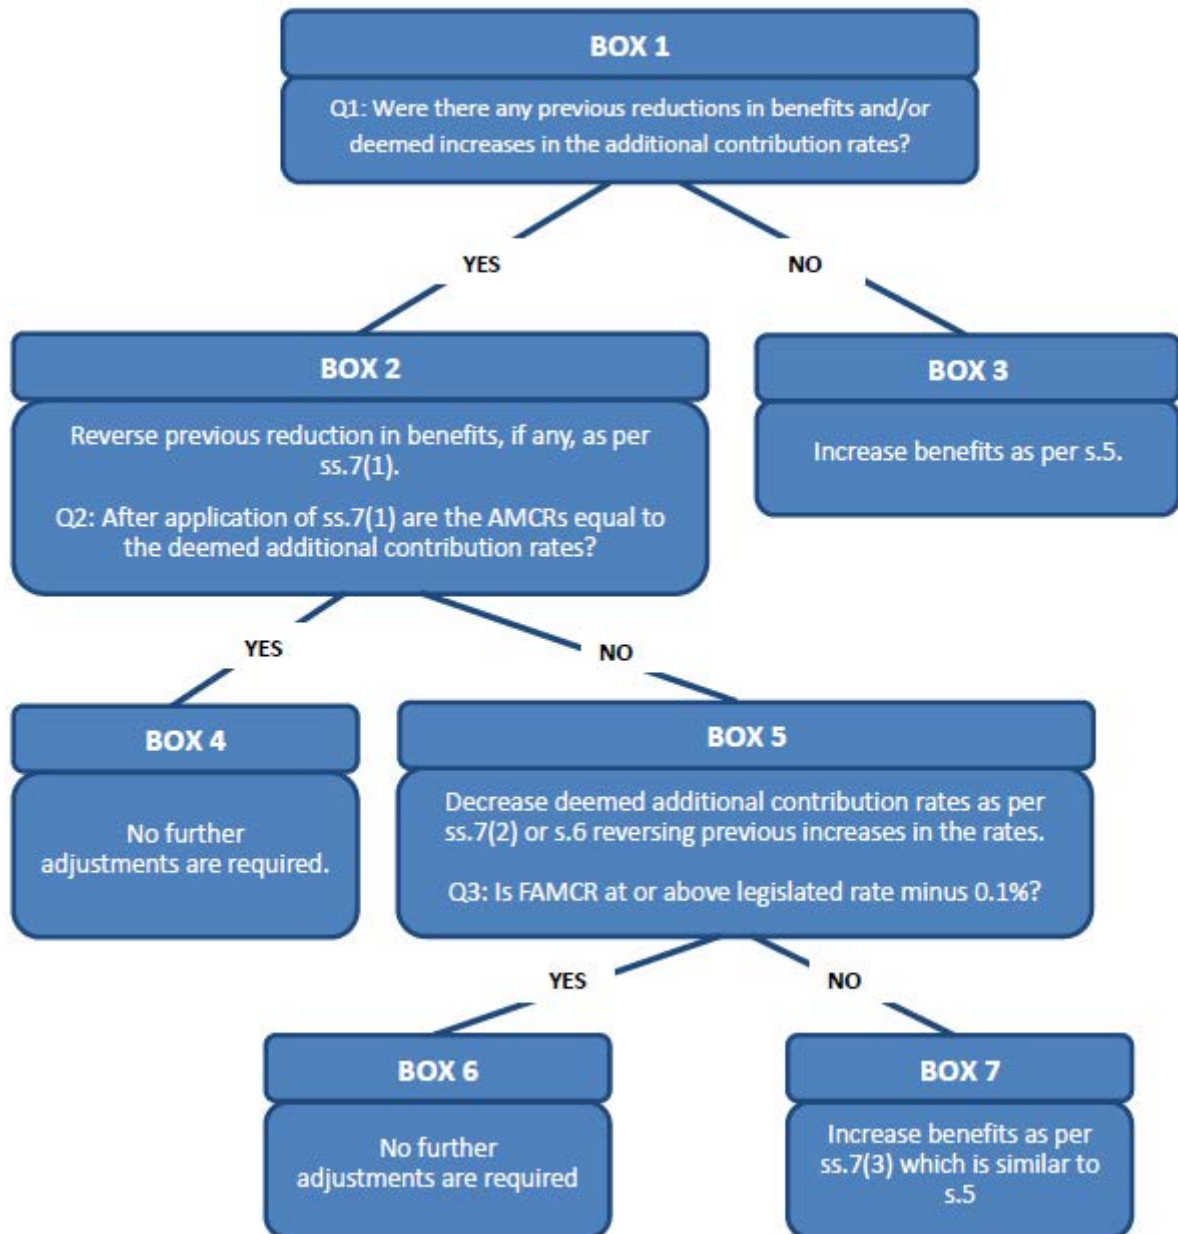 BOX 1
Q1: Were there any previous reductions in benefits and/or
deemed increases in the additional contribution rates?
YES
NO
BOX 2
Reverse previous reduction in benefits, if any, as per
ss.7(1).
Q2: After application of ss.7(1) are the AMCRs equal to
the deemed additional contribution rates?
BOX 3
Increase benefits as per s.5.
YES
NO
BOX 4
No further
adjustments are required.
BOX 5
Decrease deemed additional contribution rates as per
ss.7(2) or s.6 reversing previous increases in the rates.
Q3: Is FAMCR at or above legislated rate minus 0.1%?
YES
NO
BOX 6
No further
adjustments are required
BOX 7
Increase benefits as per
ss.7(3) which is similar to
s.5